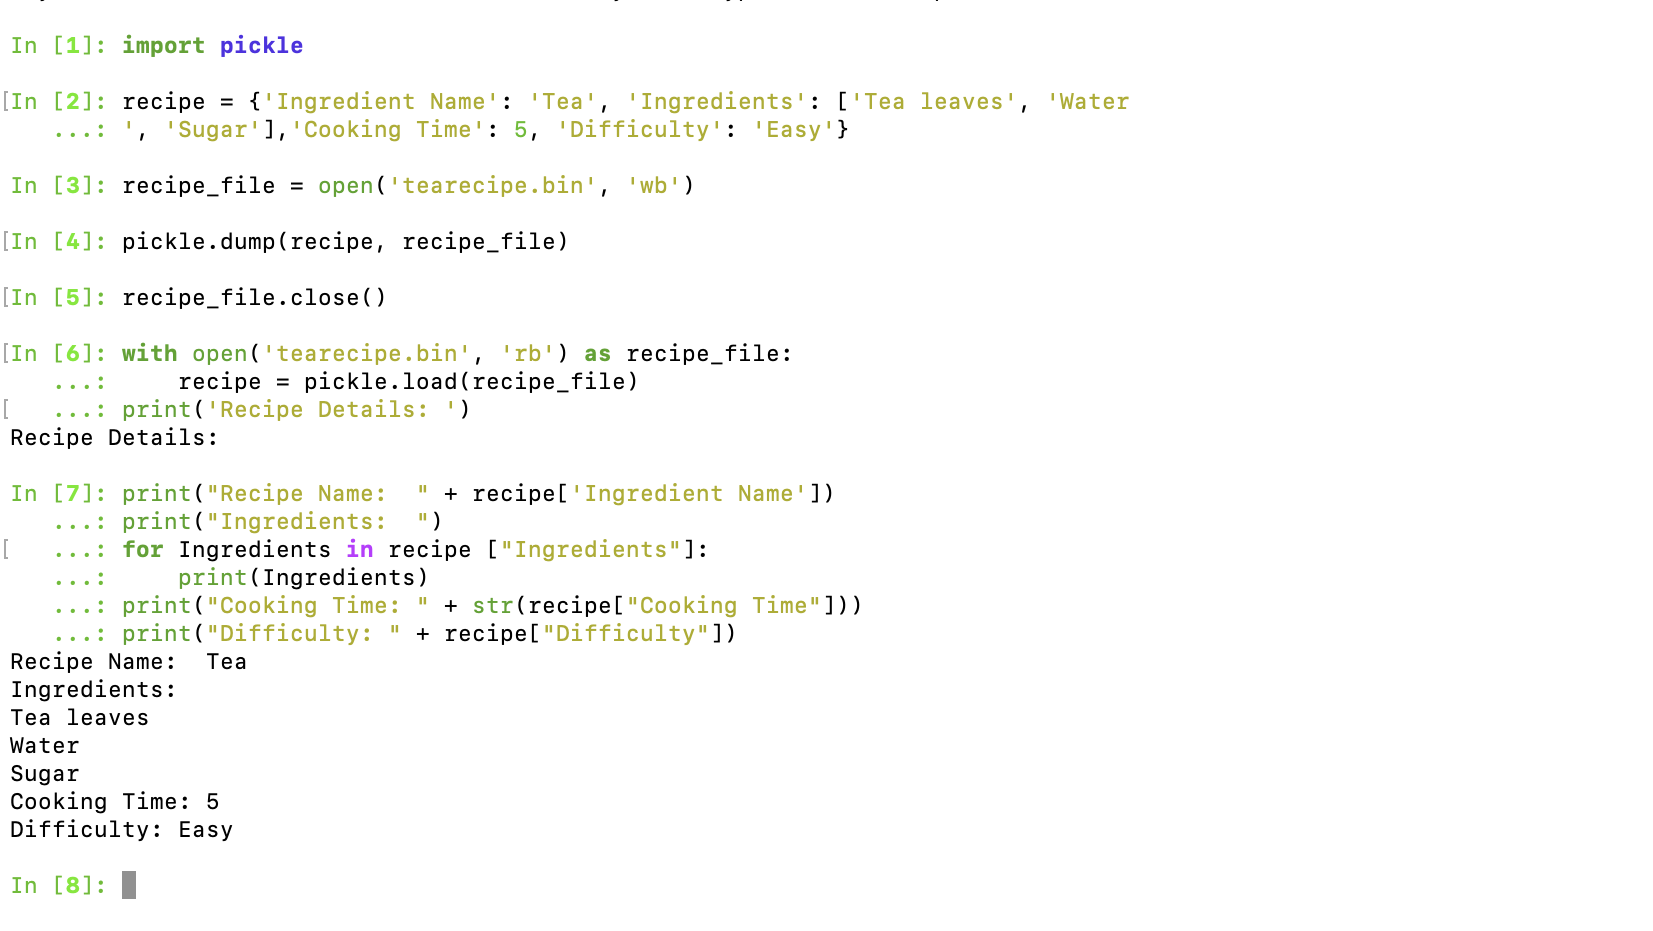 In [1]: import pickle
[In [2]: recipe = {'Ingredient Name': 'Tea', 'Ingredients': ['Tea leaves', 'Water
   ...: ', 'Sugar'],'Cooking Time': 5, 'Difficulty': 'Easy'}
In [3]: recipe_file = open('tearecipe.bin', 'wb')
[In [4]: pickle.dump(recipe, recipe_file)
[In [5]: recipe_file.close()
[In [6]: with open('tearecipe.bin', 'rb') as recipe_file:
   ...:     recipe = pickle.load(recipe_file)
[   ...: print('Recipe Details: ')
Recipe Details:
In [7]: print("Recipe Name:  " + recipe['Ingredient Name'])
   ...: print("Ingredients:  ")
[   ...: for Ingredients in recipe ["Ingredients"]:
   ...:     print(Ingredients)
   ...: print("Cooking Time: " + str(recipe["Cooking Time"]))
   ...: print("Difficulty: " + recipe["Difficulty"])
Recipe Name:  Tea
Ingredients:
Tea leaves
Water
Sugar
Cooking Time: 5
Difficulty: Easy
In [8]: